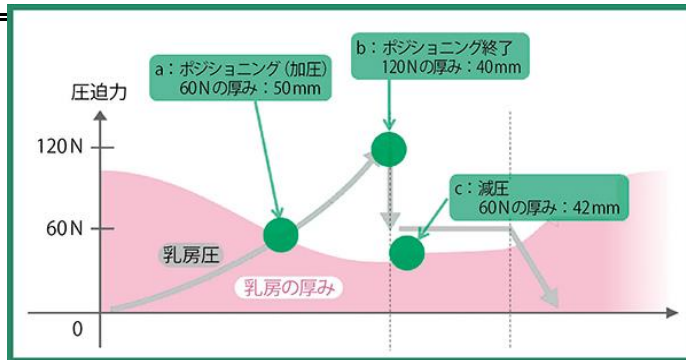 b：ポジショニング終了
120Nの厚み：40mm
a：ポジショニング（加圧）
60Nの厚み：50mm
圧迫力
120N
c：減圧
60Nの厚み：42mm
60N
乳房圧
乳房の厚み
0